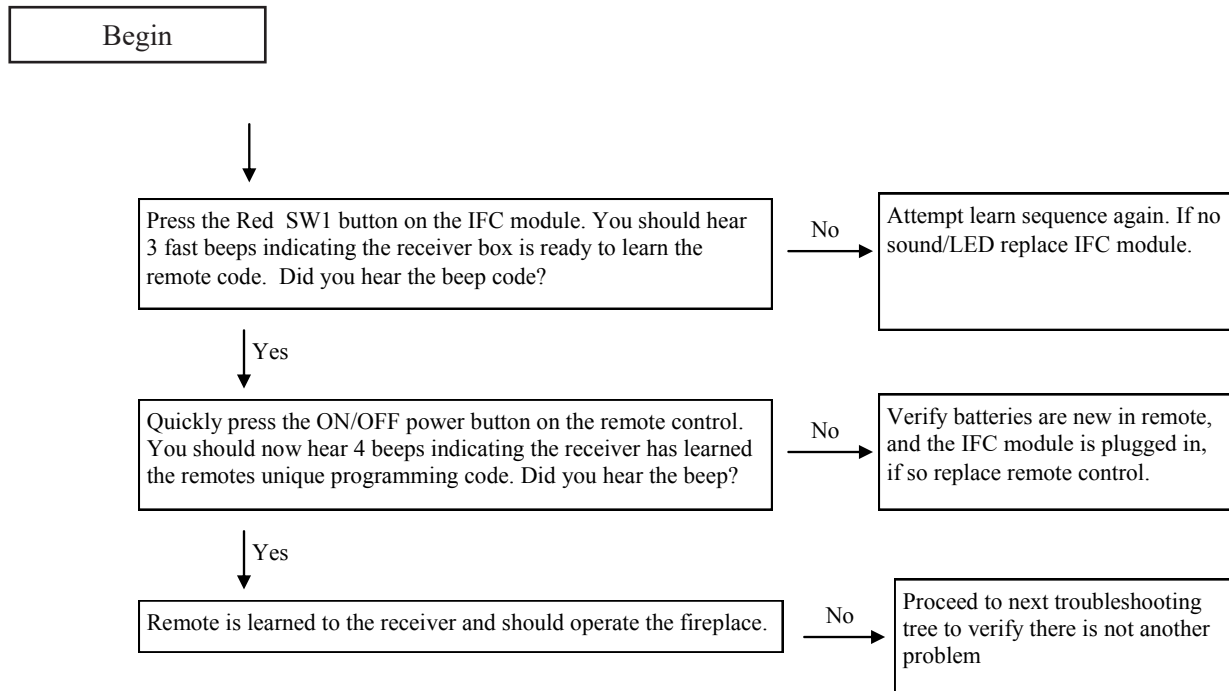 Begin
Press the Red  SW1 button on the IFC module. You should hear
3 fast beeps indicating the receiver box is ready to learn the
remote code.  Did you hear the beep code?
No
Attempt learn sequence again. If no
sound/LED replace IFC module.
Yes
Quickly press the ON/OFF power button on the remote control.
You should now hear 4 beeps indicating the receiver has learned
the remotes unique programming code. Did you hear the beep?
No
Verify batteries are new in remote,
and the IFC module is plugged in,
if so replace remote control.
Yes
Remote is learned to the receiver and should operate the fireplace.
No
Proceed to next troubleshooting
tree to verify there is not another
problem